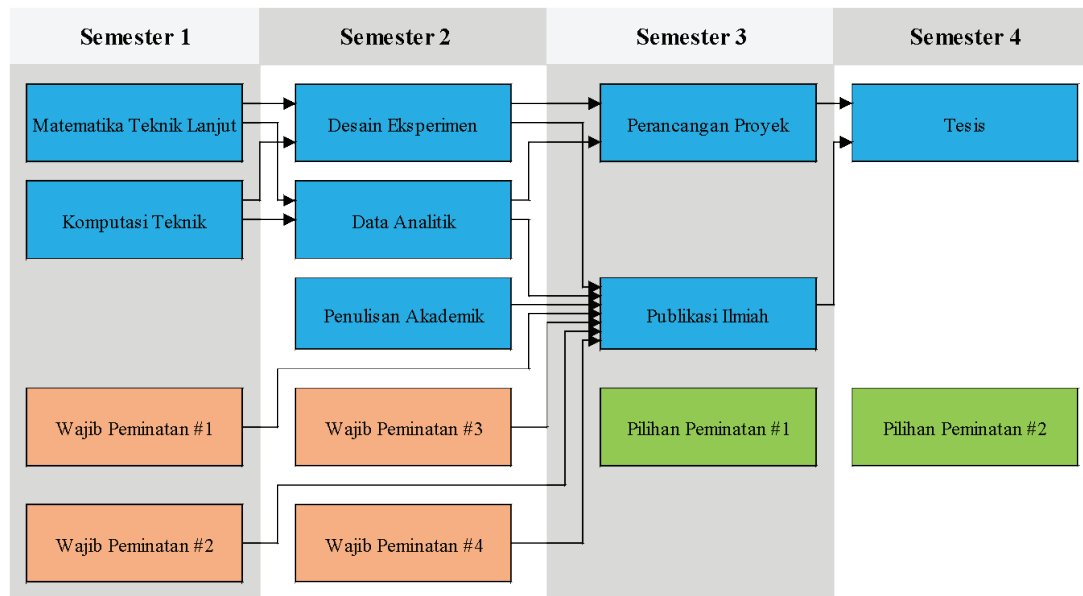 Semester 1
Semester 2
Semester 3
Semester 4
Matematika Teknik Lanjut
Desain Eksperimen
Perancangan Proyek
Tesis
Komputasi Teknik
Data Analitik
Penulisan Akademik
Publikasi Ilmiah
Wajib Peminatan #1
Wajib Peminatan #3
Pilihan Peminatan #1
Pilihan Peminatan #2
Wajib Peminatan #2
Wajib Peminatan #4